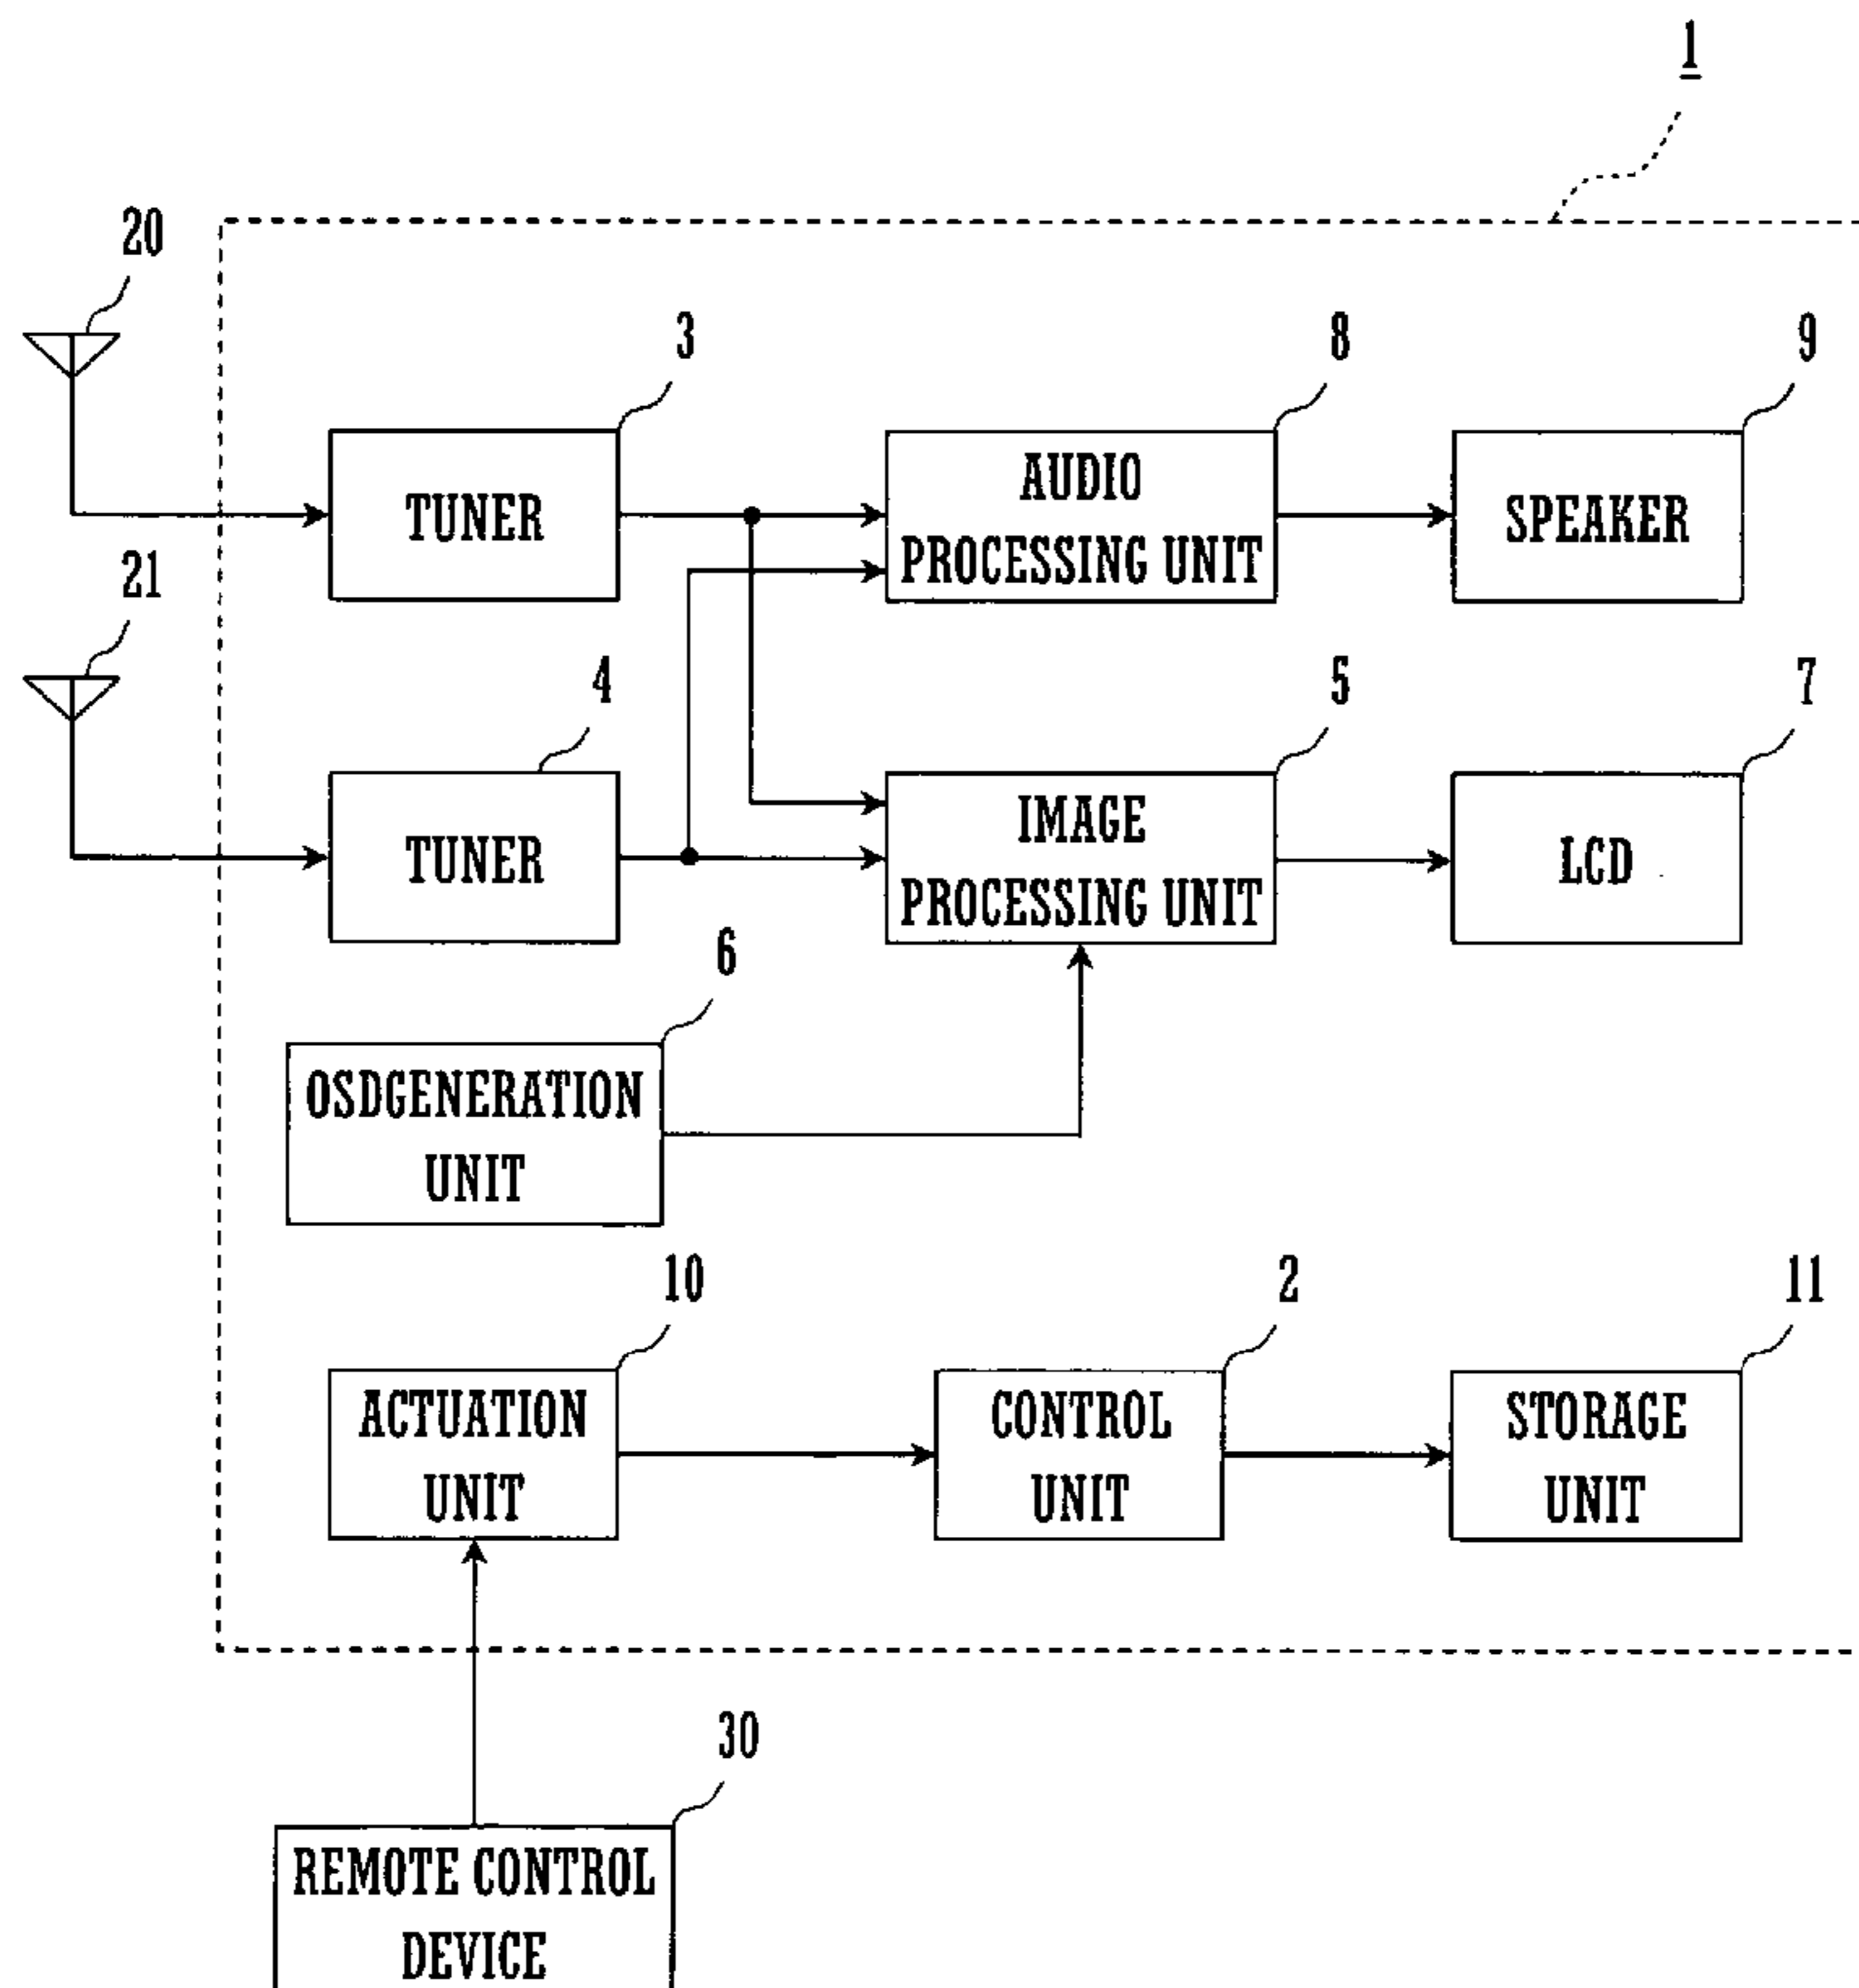 1
20
3
8
9
TUNER
AUDIO
PROCESSING UNIT
SPEAKER
21
4
5
7
TUNER
IMAGE
PROCESSING UNIT
LCD
6
OSDGENERATION
UNIT
10
2
11
ACTUATION
UNIT
CONTROL
UNIT
STORAGE
UNIT
30
REMOTE CONTROL
DEVICE